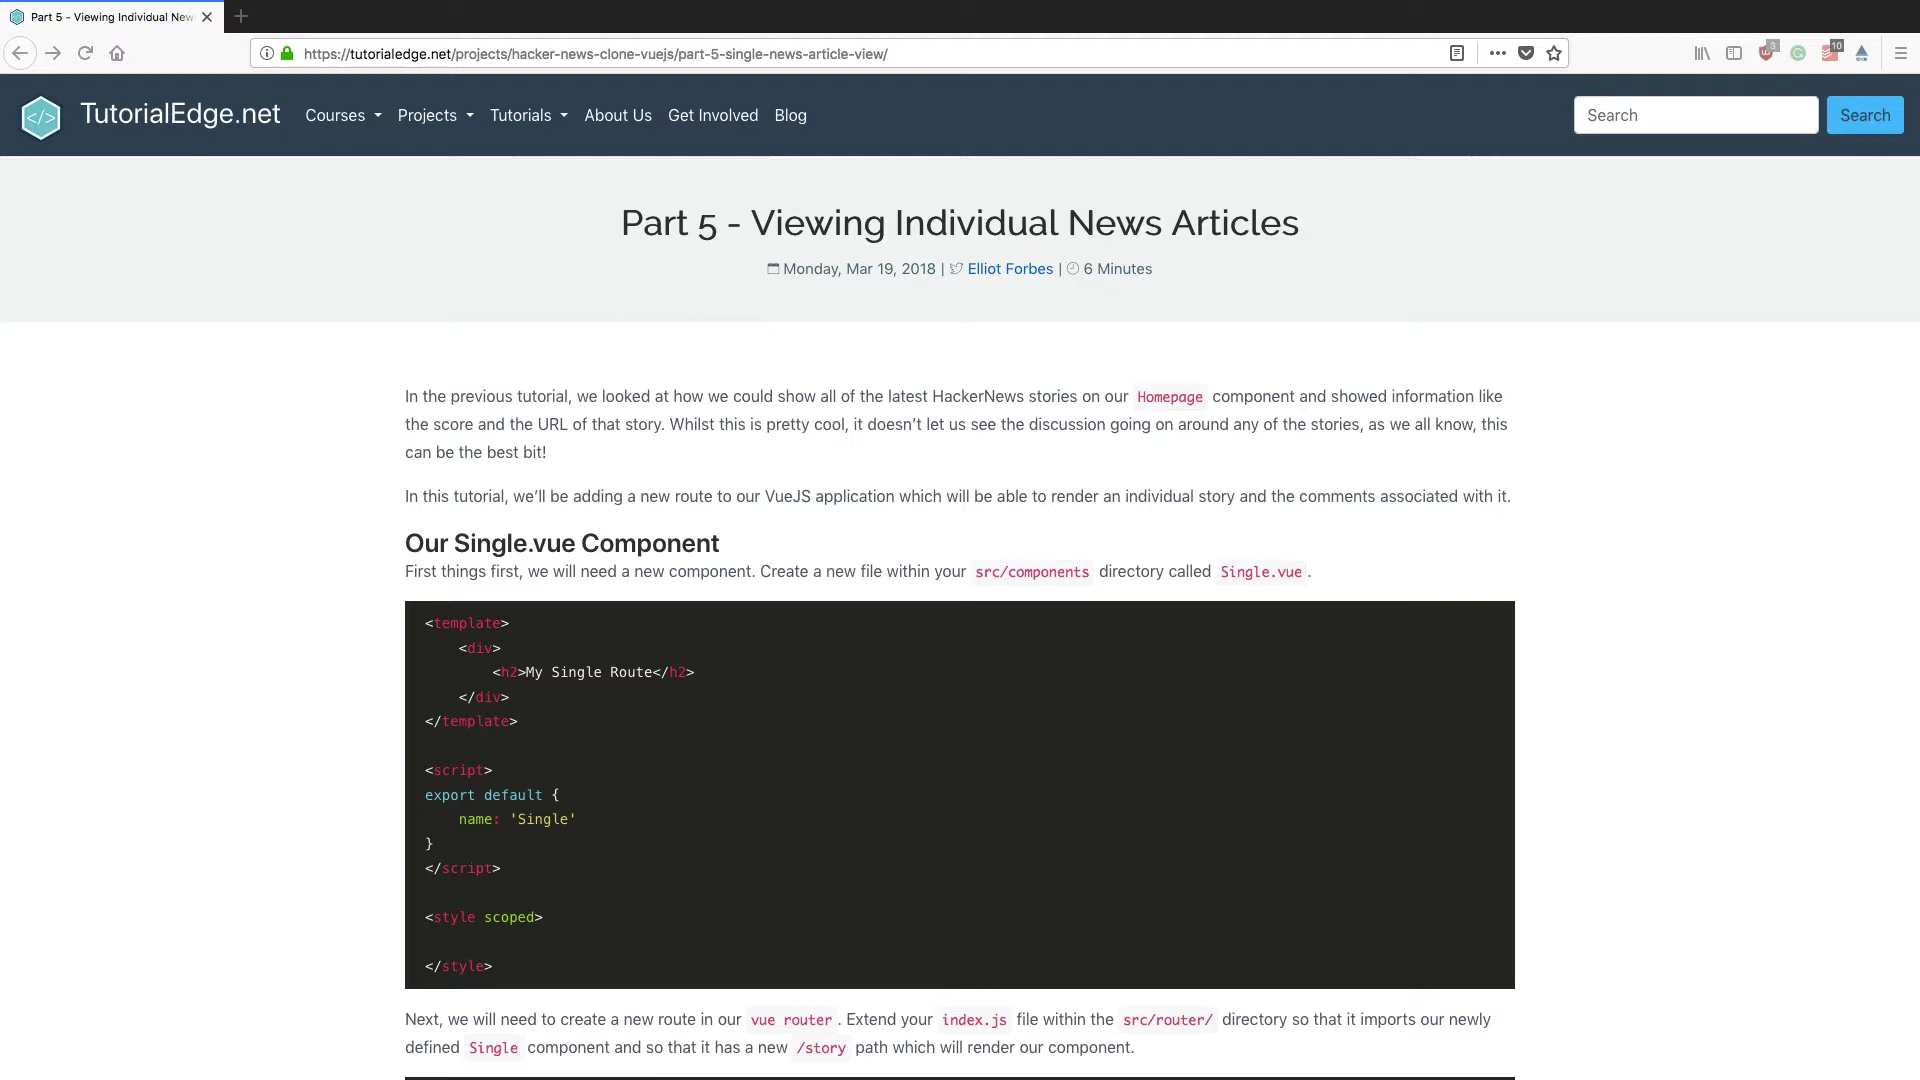 Part 5 - Viewing Individual New
https://tutorialedge.net/projects/hacker-news-clone-vuejs/part-5-single-news-article-view/
3
10
</> TutorialEdge.net Courses Projects Tutorials About Us Get Involved Blog Search Search
Part 5 - Viewing Individual News Articles
Monday, Mar 19, 2018 | Elliot Forbes | 6 Minutes
In the previous tutorial, we looked at how we could show all of the latest HackerNews stories on our Homepage component and showed information like
the score and the URL of that story. Whilst this is pretty cool, it doesn’t let us see the discussion going on around any of the stories, as we all know, this
can be the best bit!
In this tutorial, we’ll be adding a new route to our VueJS application which will be able to render an individual story and the comments associated with it.
Our Single.vue Component
First things first, we will need a new component. Create a new file within your src/components directory called Single.vue.
<template>
<div>
<h2>My Single Route</h2>
</div>
</template>
<script>
export default {
name: 'Single'
}
</script>
<style scoped>
</style>
Next, we will need to create a new route in our vue router. Extend your index.js file within the src/router/ directory so that it imports our newly
defined Single component and so that it has a new /story path which will render our component.